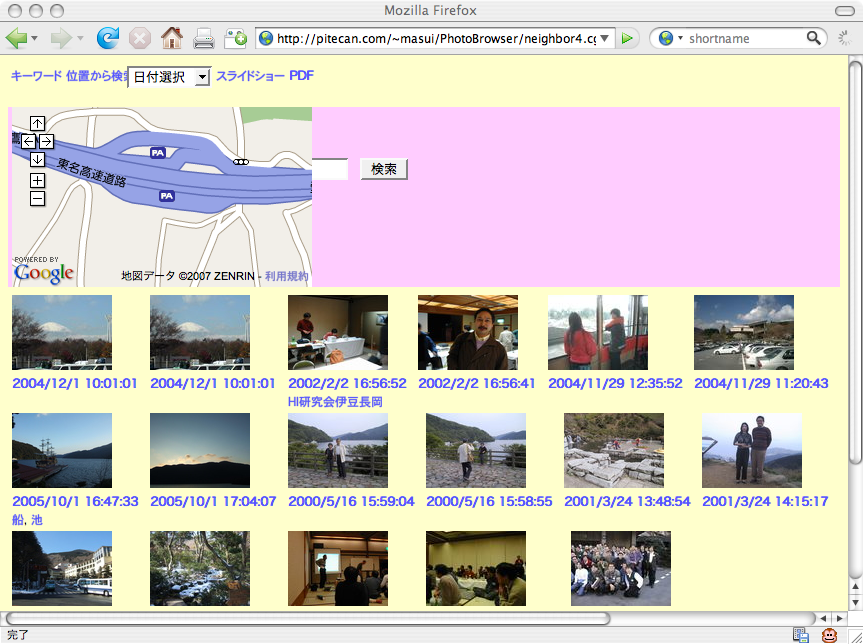 Mozilla Firefox
http://pitecan.com/~masui/PhotoBrowser/neighbor4.cg
shortname
キーワード 位置から検索 日付選択 スライドショー PDF
PA
東名高速道路
PA
検索
POWERED BY
Google
地図データ ©2007 ZENRIN - 利用規約
2004/12/1 10:01:01 2004/12/1 10:01:01 2002/2/2 16:56:52 2002/2/2 16:56:41 2004/11/29 12:35:52 2004/11/29 11:20:43
HI研究会伊豆長岡
2005/10/1 16:47:33 2005/10/1 17:04:07 2000/5/16 15:59:04 2000/5/16 15:58:55 2001/3/24 13:48:54 2001/3/24 14:15:17
船, 池
完了